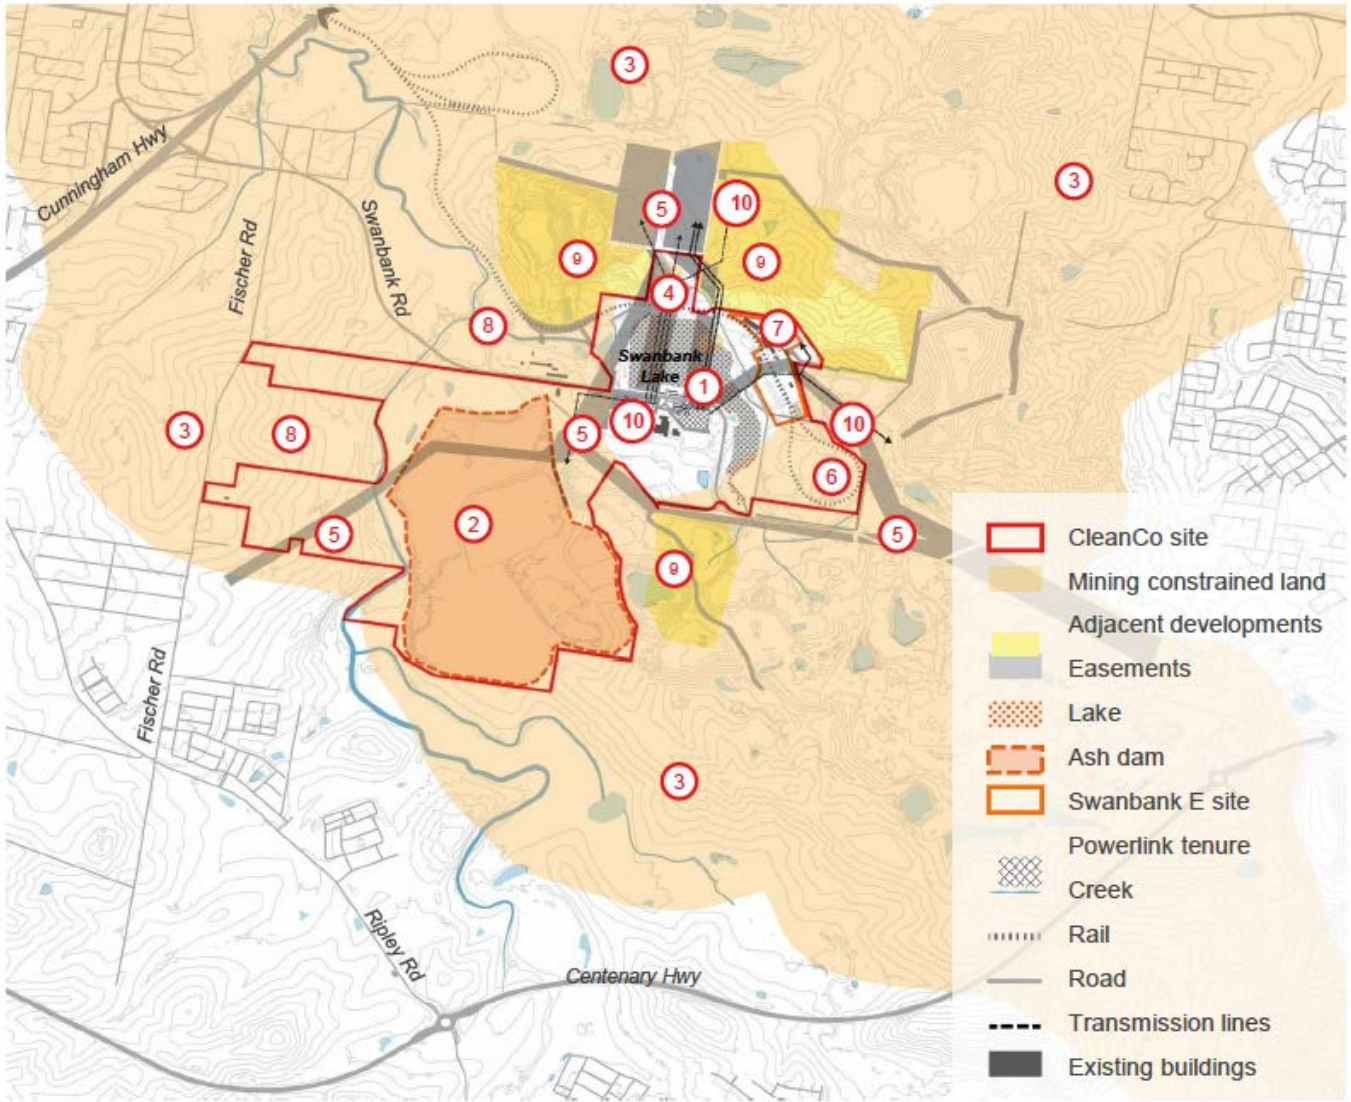 3
3
Cunningham Hwy
Fischer Rd
Swanbank Rd
5
10
9
9
4
8
7
Swanbank
Lake
1
3
8
5
10
10
6
2
5
5
9
Fischer Rd
3
Ripley Rd
Centenary Hwy
CleanCo site
Mining constrained land
Adjacent developments
Easements
Lake
Ash dam
Swanbank E site
Powerlink tenure
Creek
Rail
Road
Transmission lines
Existing buildings